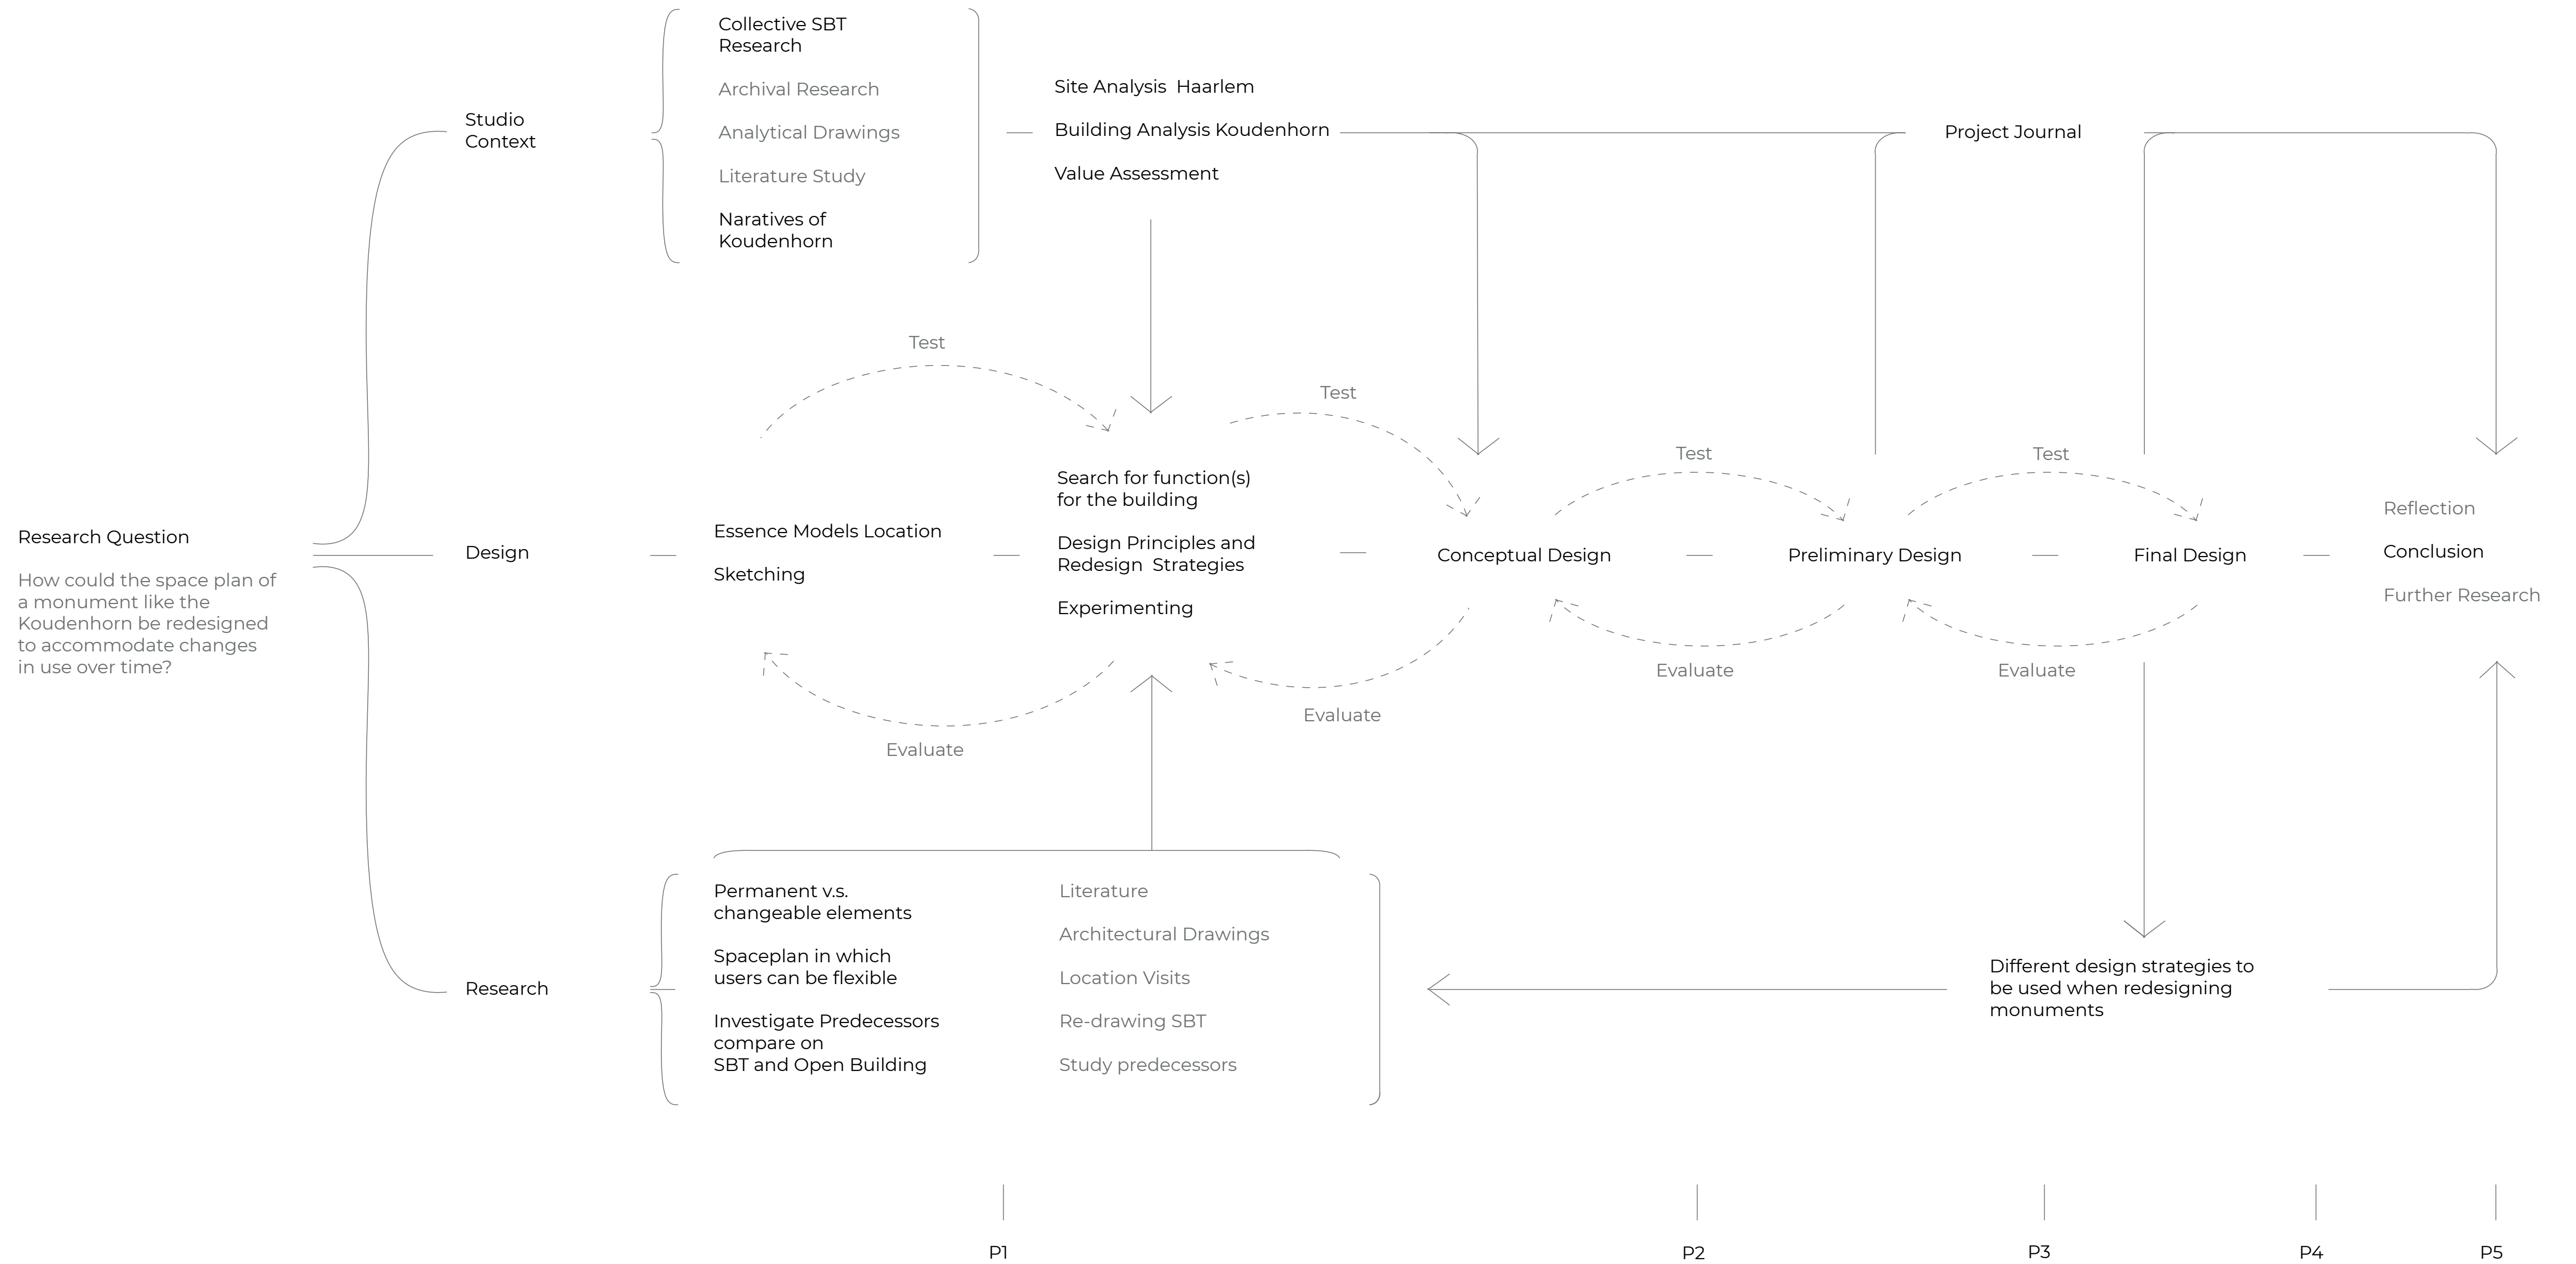 Collective SBT
Research
Archival Research
Analytical Drawings
Literature Study
Naratives of
Koudenhorn
Studio
Context
Site Analysis  Haarlem
Building Analysis Koudenhorn
Value Assessment
Project Journal
Test
Test
Test
Test
Research Question
How could the space plan of
a monument like the
Koudenhorn be redesigned
to accommodate changes
in use over time?
Design
Essence Models Location
Sketching
Search for function(s)
for the building
Design Principles and
Redesign  Strategies
Experimenting
Conceptual Design
Preliminary Design
Final Design
Reflection
Conclusion
Further Research
Evaluate
Evaluate
Evaluate
Evaluate
Research
Permanent v.s.
changeable elements
Spaceplan in which
users can be flexible
Investigate Predecessors
compare on
SBT and Open Building
Literature
Architectural Drawings
Location Visits
Re-drawing SBT
Study predecessors
Different design strategies to
be used when redesigning
monuments
P1
P2
P3
P4
P5